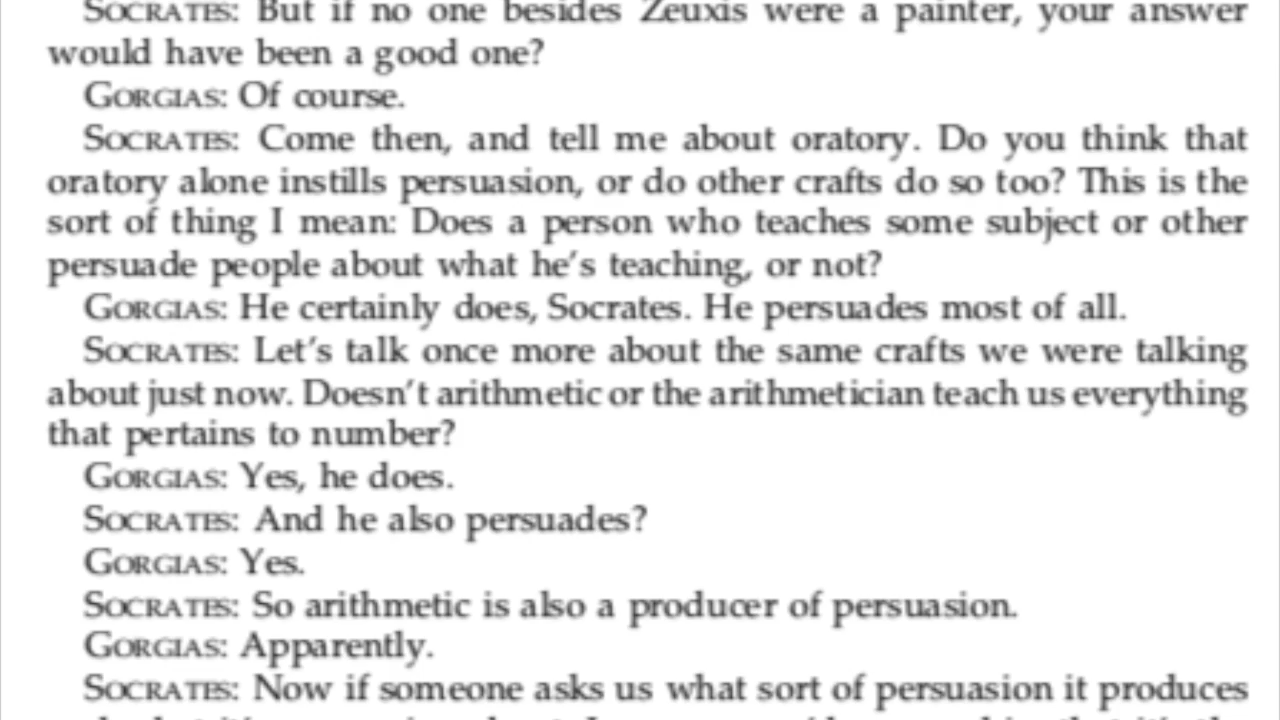 SOCRATES: But if no one besides Zeuxis were a painter, your answer
would have been a good one?
GORGIAS: Of course.
SOCRATES: Come then, and tell me about oratory. Do you think that
oratory alone instills persuasion, or do other crafts do so too? This is the
sort of thing I mean: Does a person who teaches some subject or other
persuade people about what he's teaching, or not?
GORGIAS: He certainly does, Socrates. He persuades most of all.
SOCRATES: Let's talk once more about the same crafts we were talking
about just now. Doesn't arithmetic or the arithmetician teach us everything
that pertains to number?
GORGIAS: Yes, he does.
SOCRATES: And he also persuades?
GORGIAS: Yes.
SOCRATES: So arithmetic is also a producer of persuasion.
GORGIAS: Apparently.
SOCRATES: Now if someone asks us what sort of persuasion it produces